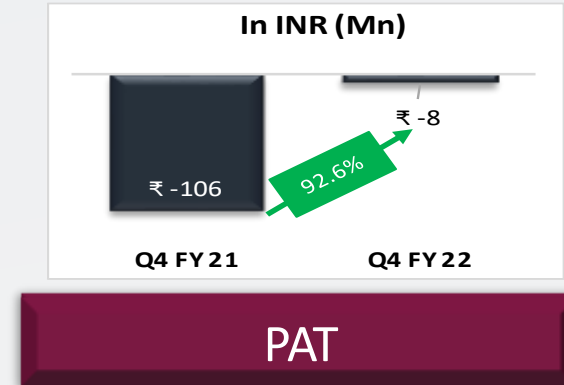 In INR (Mn)
₹ -8
₹ -106
92.6%
Q4 FY 21
Q4 FY 22
PAT